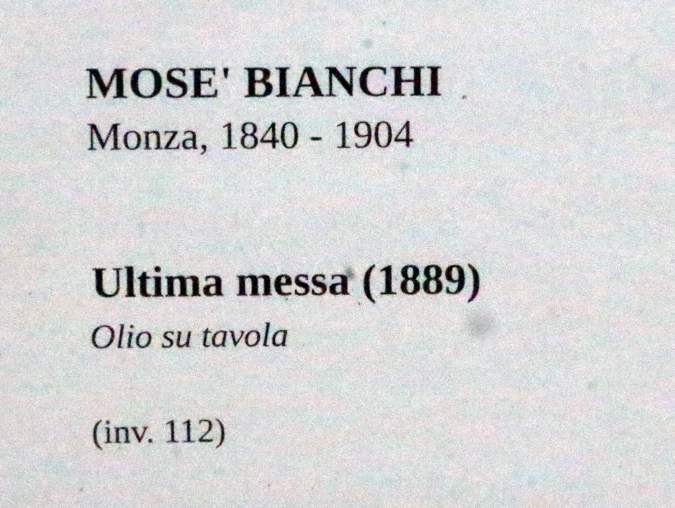 MOSE' BIANCHI
Monza, 1840 - 1904
Ultima messa (1889)
Olio su tavola
(inv. 112)